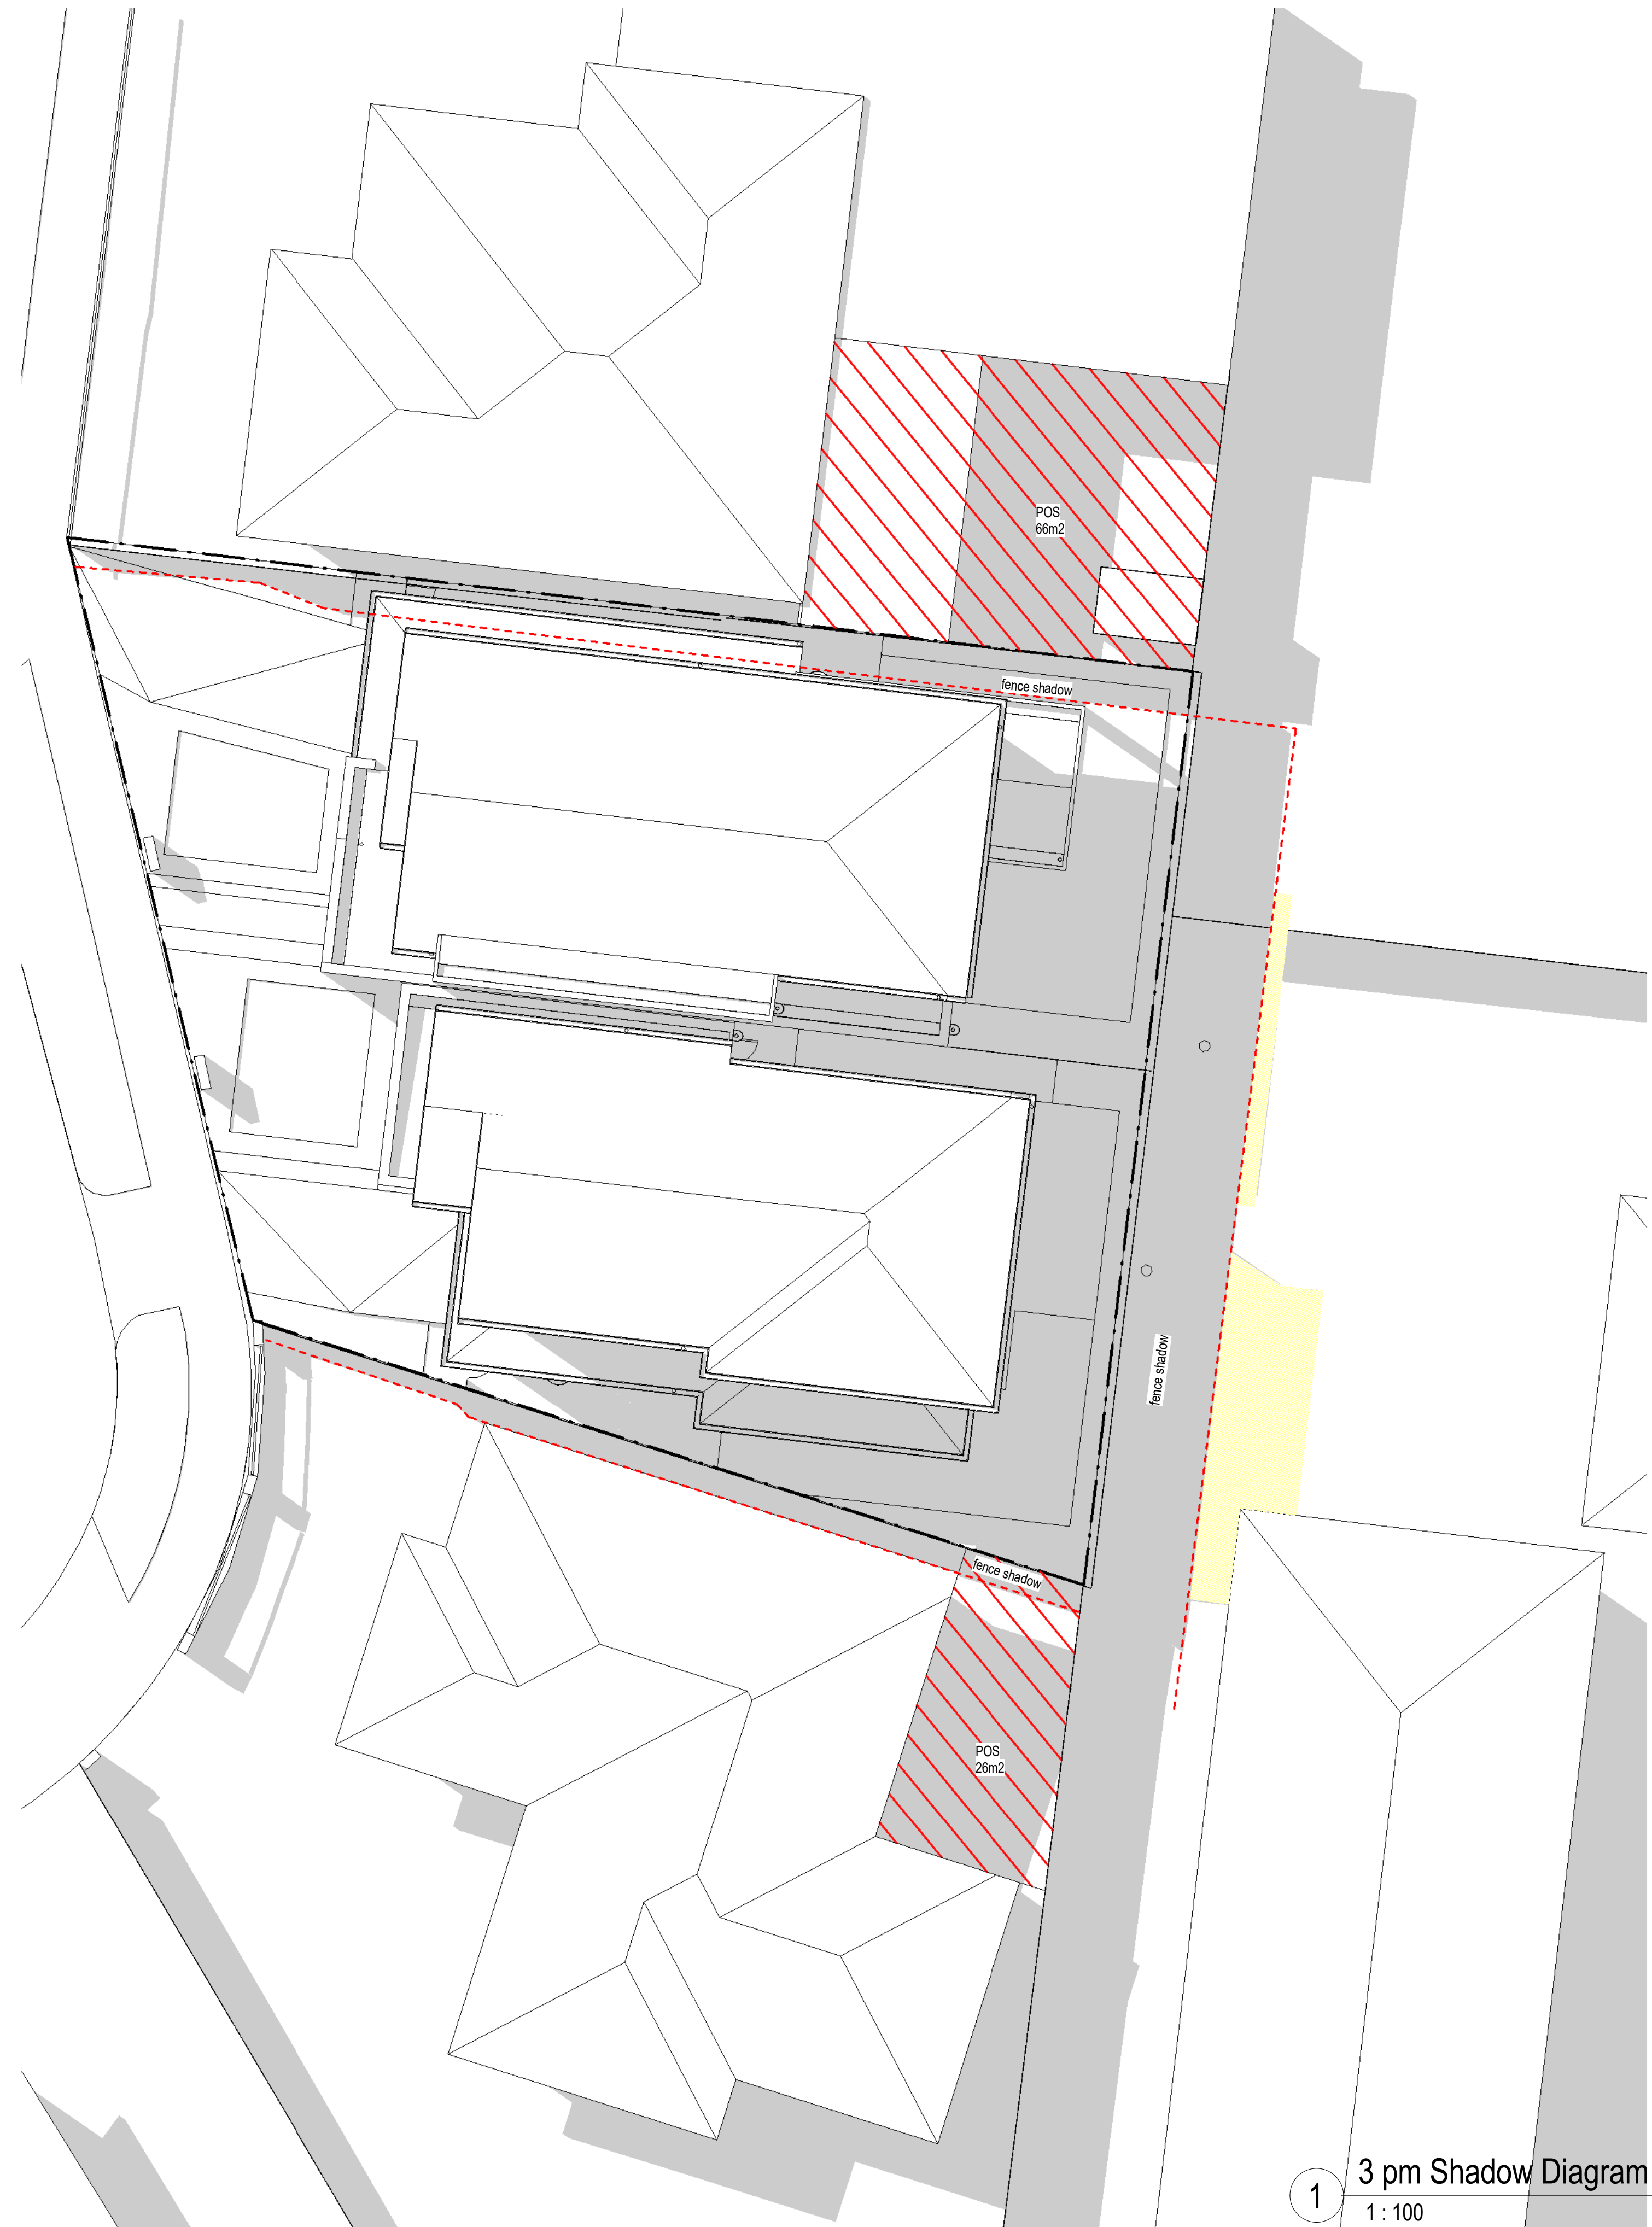 POS
66m2
fence shadow
fence shadow
fence shadow
POS
26m2
1
3 pm Shadow Diagram
1 : 100